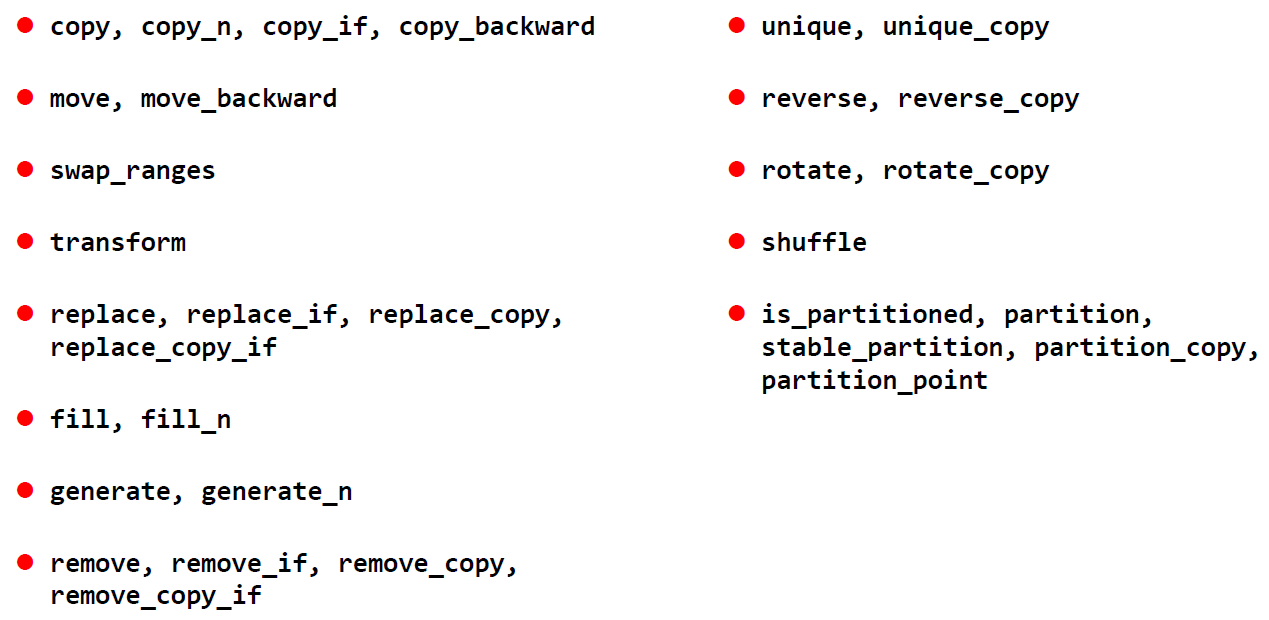 copy, copy_n, copy_if, copy_backward
move, move_backward
swap_ranges
transform
replace, replace_if, replace_copy,
replace_copy_if
fill, fill_n
generate, generate_n
remove, remove_if, remove_copy,
remove_copy_if
unique, unique_copy
reverse, reverse_copy
rotate, rotate_copy
shuffle
is_partitioned, partition,
stable_partition, partition_copy,
partition_point